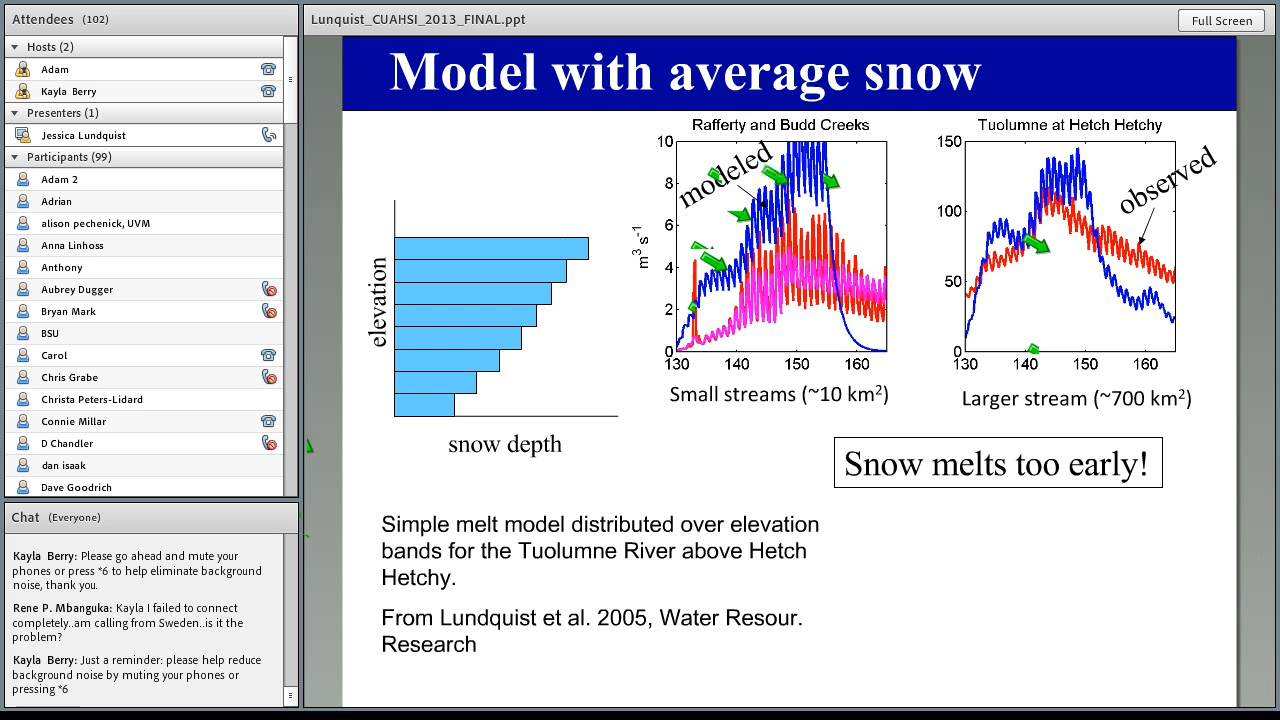 Attendees (102)
Hosts (2)
Adam
Kayla Berry
Presenters (1)
Jessica Lundquist
Participants (99)
Adam 2
Adrian
alison pechenick, UVM
Anna Linhoss
Anthony
Aubrey Dugger
Bryan Mark
BSU
Carol
Chris Grabe
Christa Peters-Lidard
Connie Millar
D Chandler
dan isaak
Dave Goodrich
Chat (Everyone)
Kayla Berry: Please go ahead and mute your
phones or press *6 to help eliminate background
noise, thank you.
Rene P. Mbanguka: Kayla I failed to connect
completely..am calling from Sweden..is it the
problem?
Kayla Berry: Just a reminder: please help reduce
background noise by muting your phones or
pressing *6
Lunquist_CUAHSI_2013_FINAL.ppt
Full Screen
Model with average snow
elevation
snow depth
Rafferty and Budd Creeks
modeled
m³ s⁻¹
10
8
6
4
2
0
130 140 150 160
Small streams (~10 km²)
Tuolumne at Hetch Hetchy
observed
150
100
50
0
130 140 150 160
Larger stream (~700 km²)
Snow melts too early!
Simple melt model distributed over elevation
bands for the Tuolumne River above Hetch
Hetchy.
From Lundquist et al. 2005, Water Resour.
Research